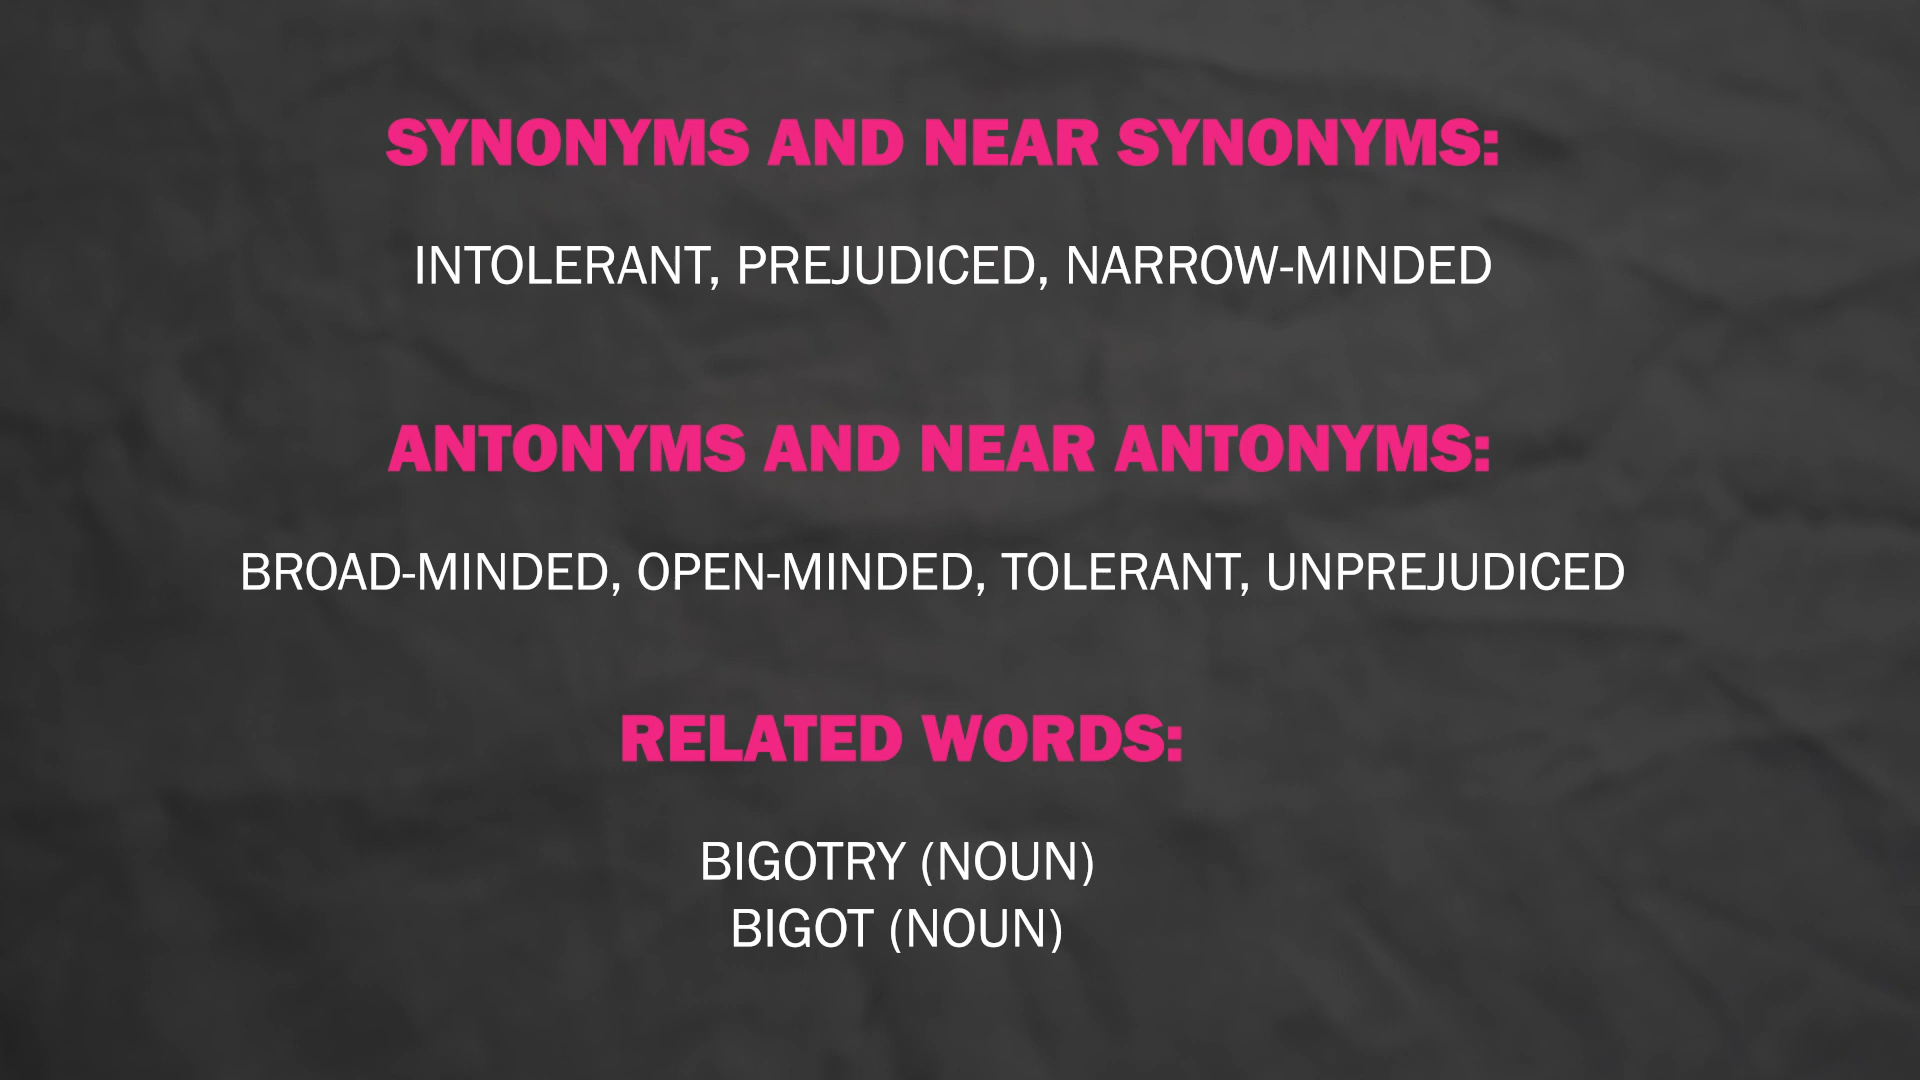 SYNONYMS AND NEAR SYNONYMS:
INTOLERANT, PREJUDICED, NARROW-MINDED
ANTONYMS AND NEAR ANTONYMS:
BROAD-MINDED, OPEN-MINDED, TOLERANT, UNPREJUDICED
RELATED WORDS:
BIGOTRY (NOUN)
BIGOT (NOUN)